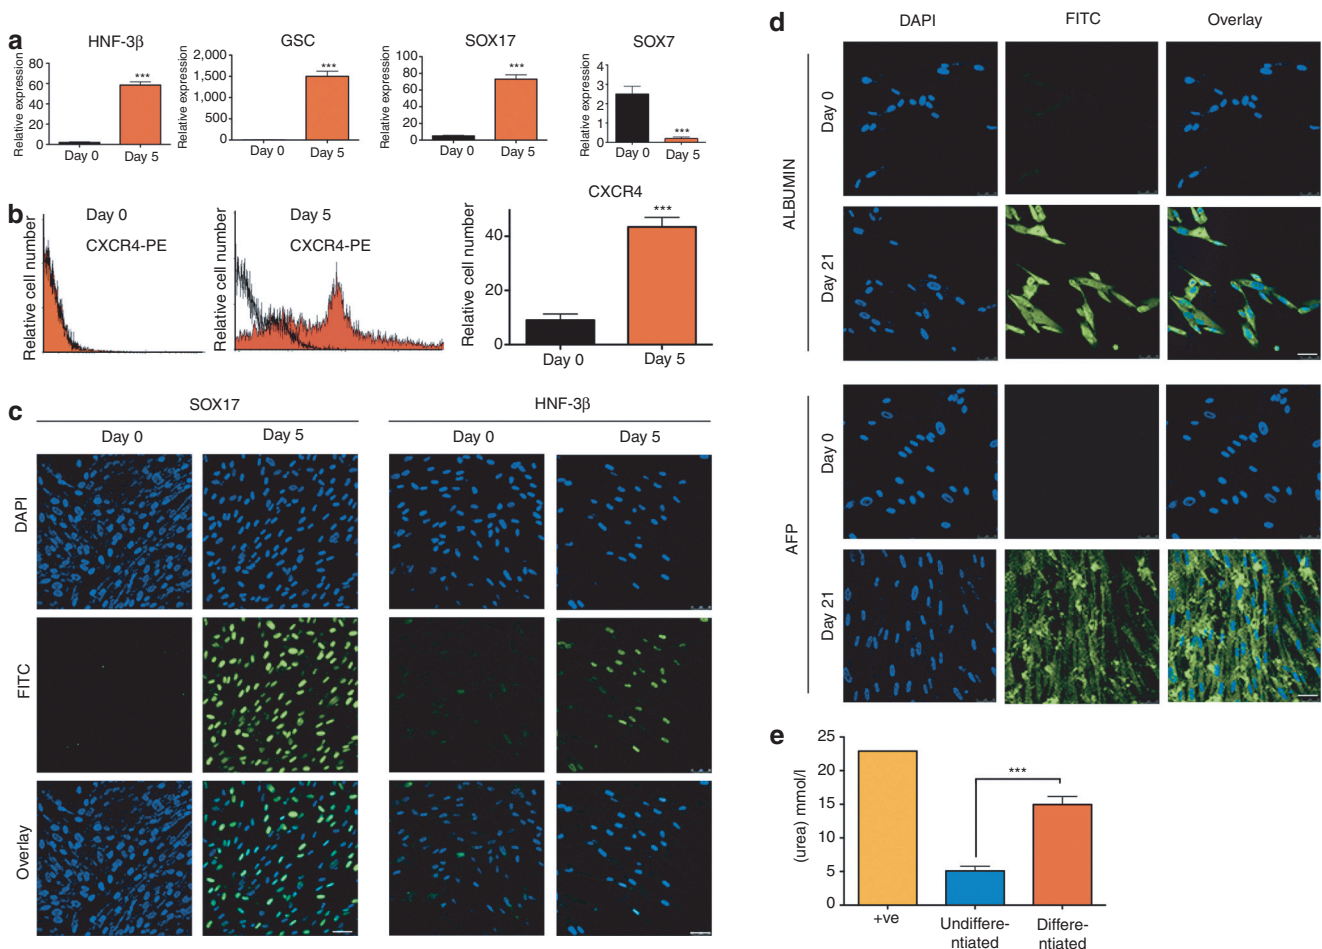 a
HNF-3β
Relative expression
80
60
40
20
0
***
Day 0
Day 5
GSC
Relative expression
2,000
1,500
1,000
500
0
***
Day 0
Day 5
SOX17
Relative expression
100
80
60
40
20
0
***
Day 0
Day 5
SOX7
Relative expression
4
3
2
1
0
***
Day 0
Day 5
b
Relative cell number
Day 0
CXCR4-PE
Relative cell number
Day 5
CXCR4-PE
CXCR4
Relative cell number
40
20
0
***
Day 0
Day 5
c
SOX17
HNF-3β
Day 0
Day 5
Day 0
Day 5
DAPI
FITC
Overlay
d
DAPI
FITC
Overlay
ALBUMIN
Day 0
Day 21
AFP
Day 0
Day 21
e
(urea) mmol/l
25
20
15
10
5
0
***
+ve
Undiffere-
ntiated
Differe-
ntiated